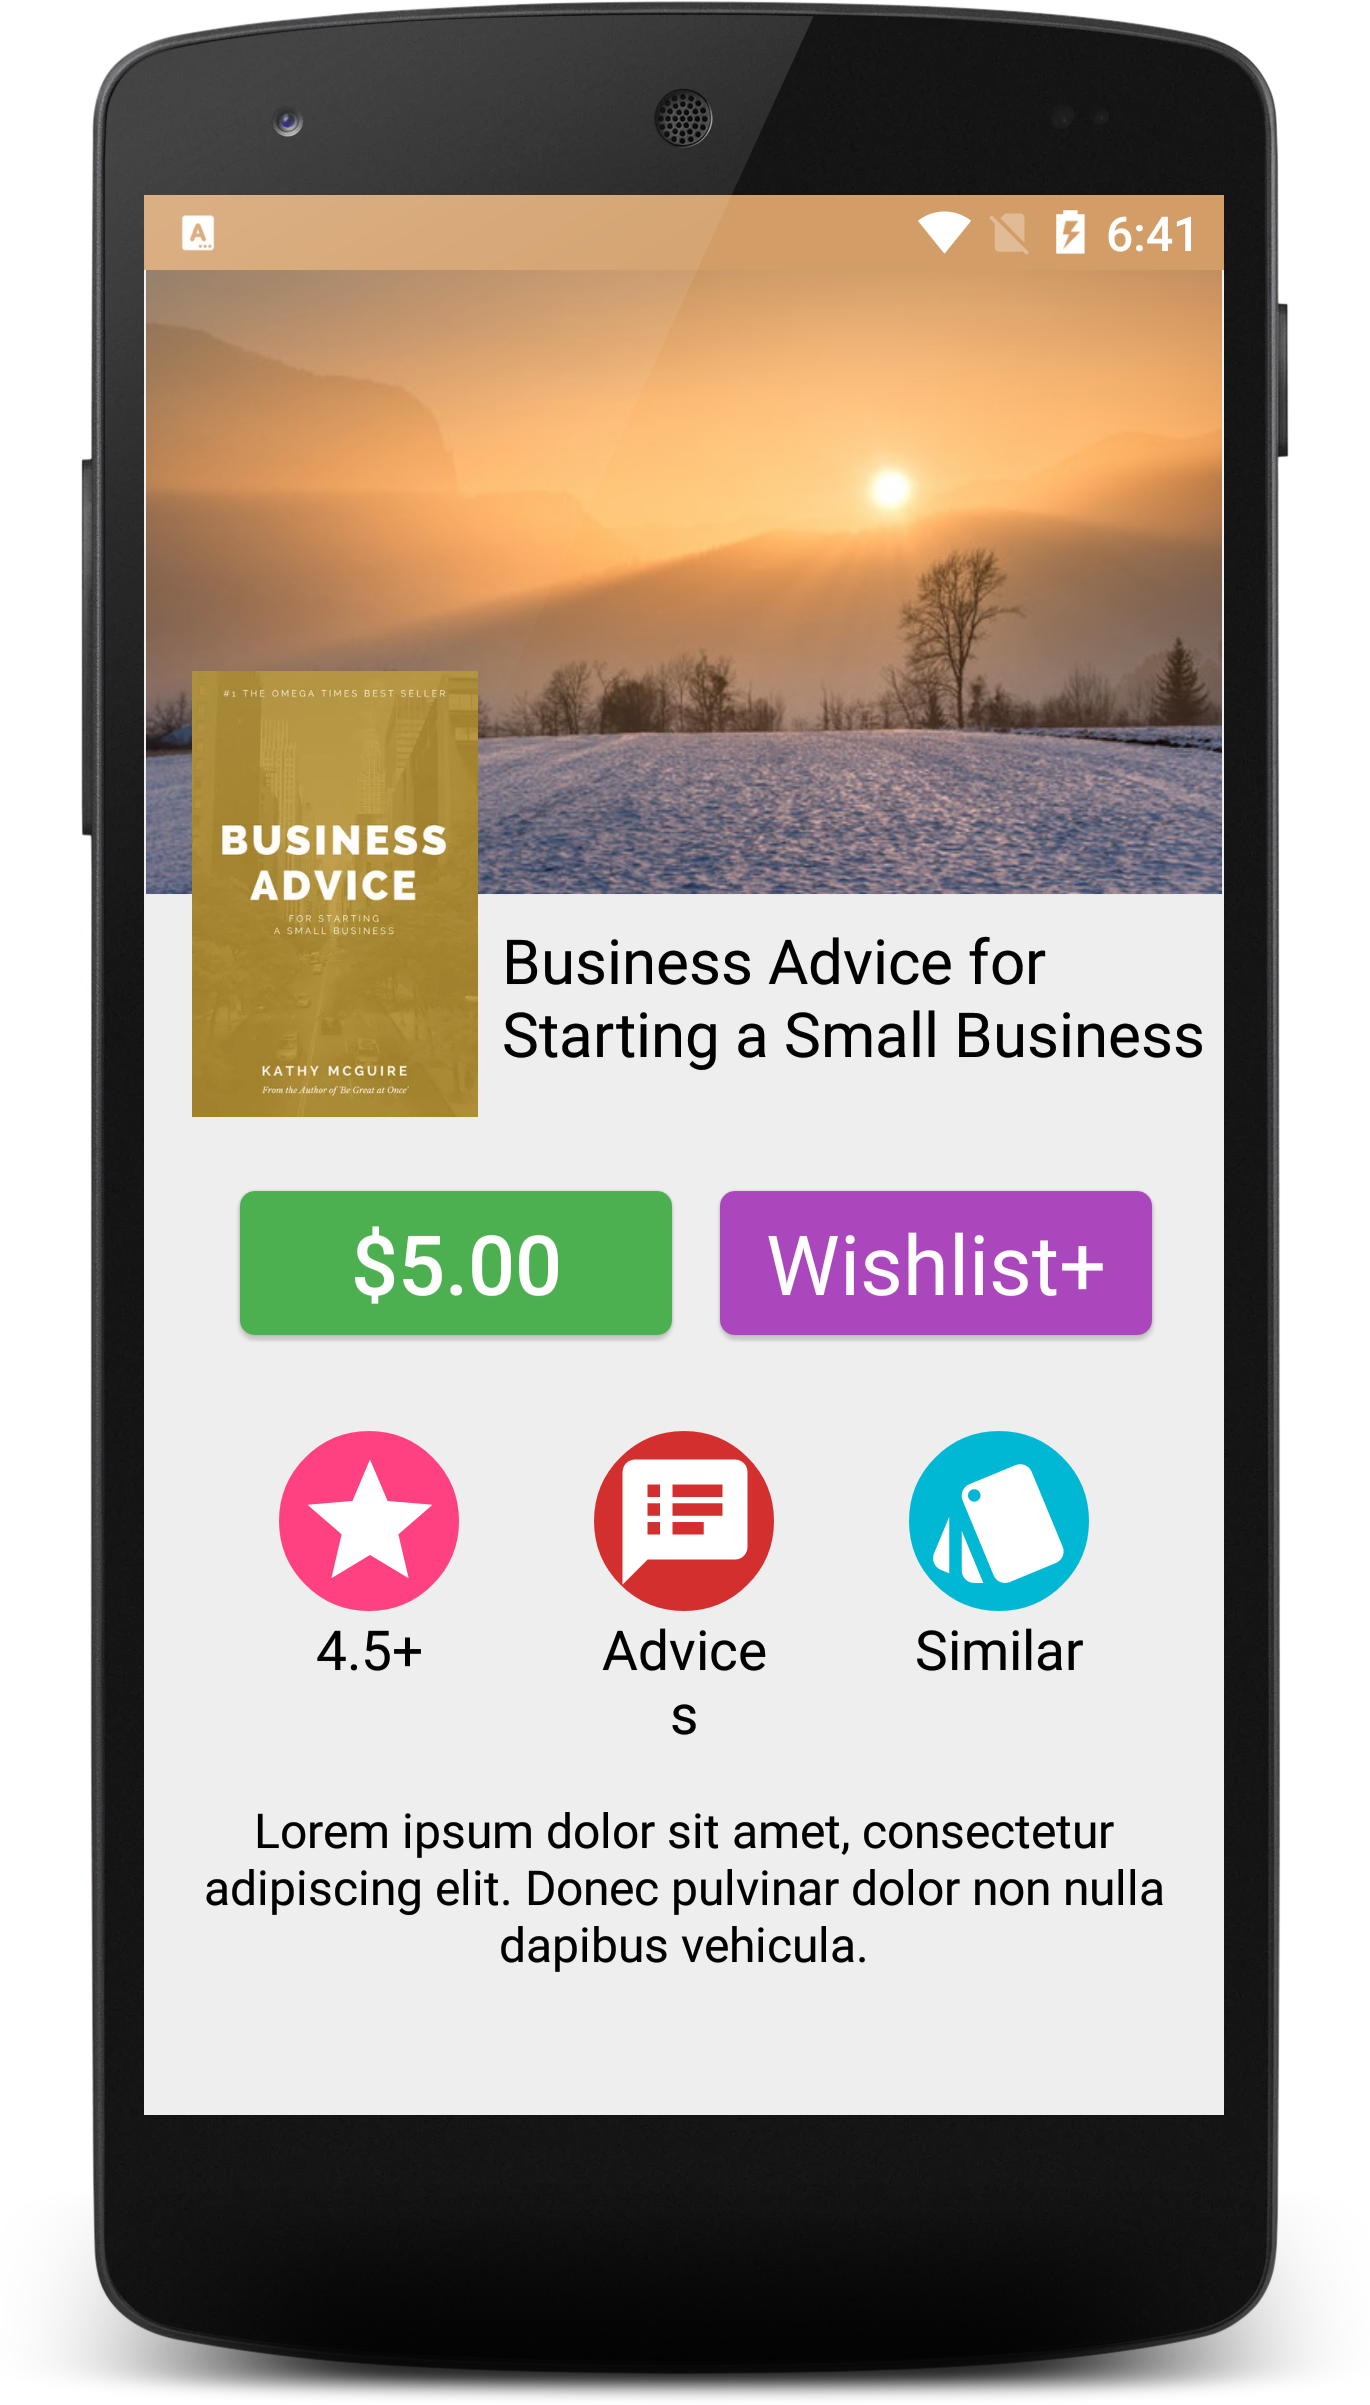 A
6:41
#1 THE OMEGA TIMES BEST SELLER
BUSINESS
ADVICE
FOR STARTING
A SMALL BUSINESS
KATHY MCGUIRE
From the Author of 'Be Great at Once'
Business Advice for
Starting a Small Business
$5.00
Wishlist+
4.5+
Advice
s
Similar
Lorem ipsum dolor sit amet, consectetur
adipiscing elit. Donec pulvinar dolor non nulla
dapibus vehicula.